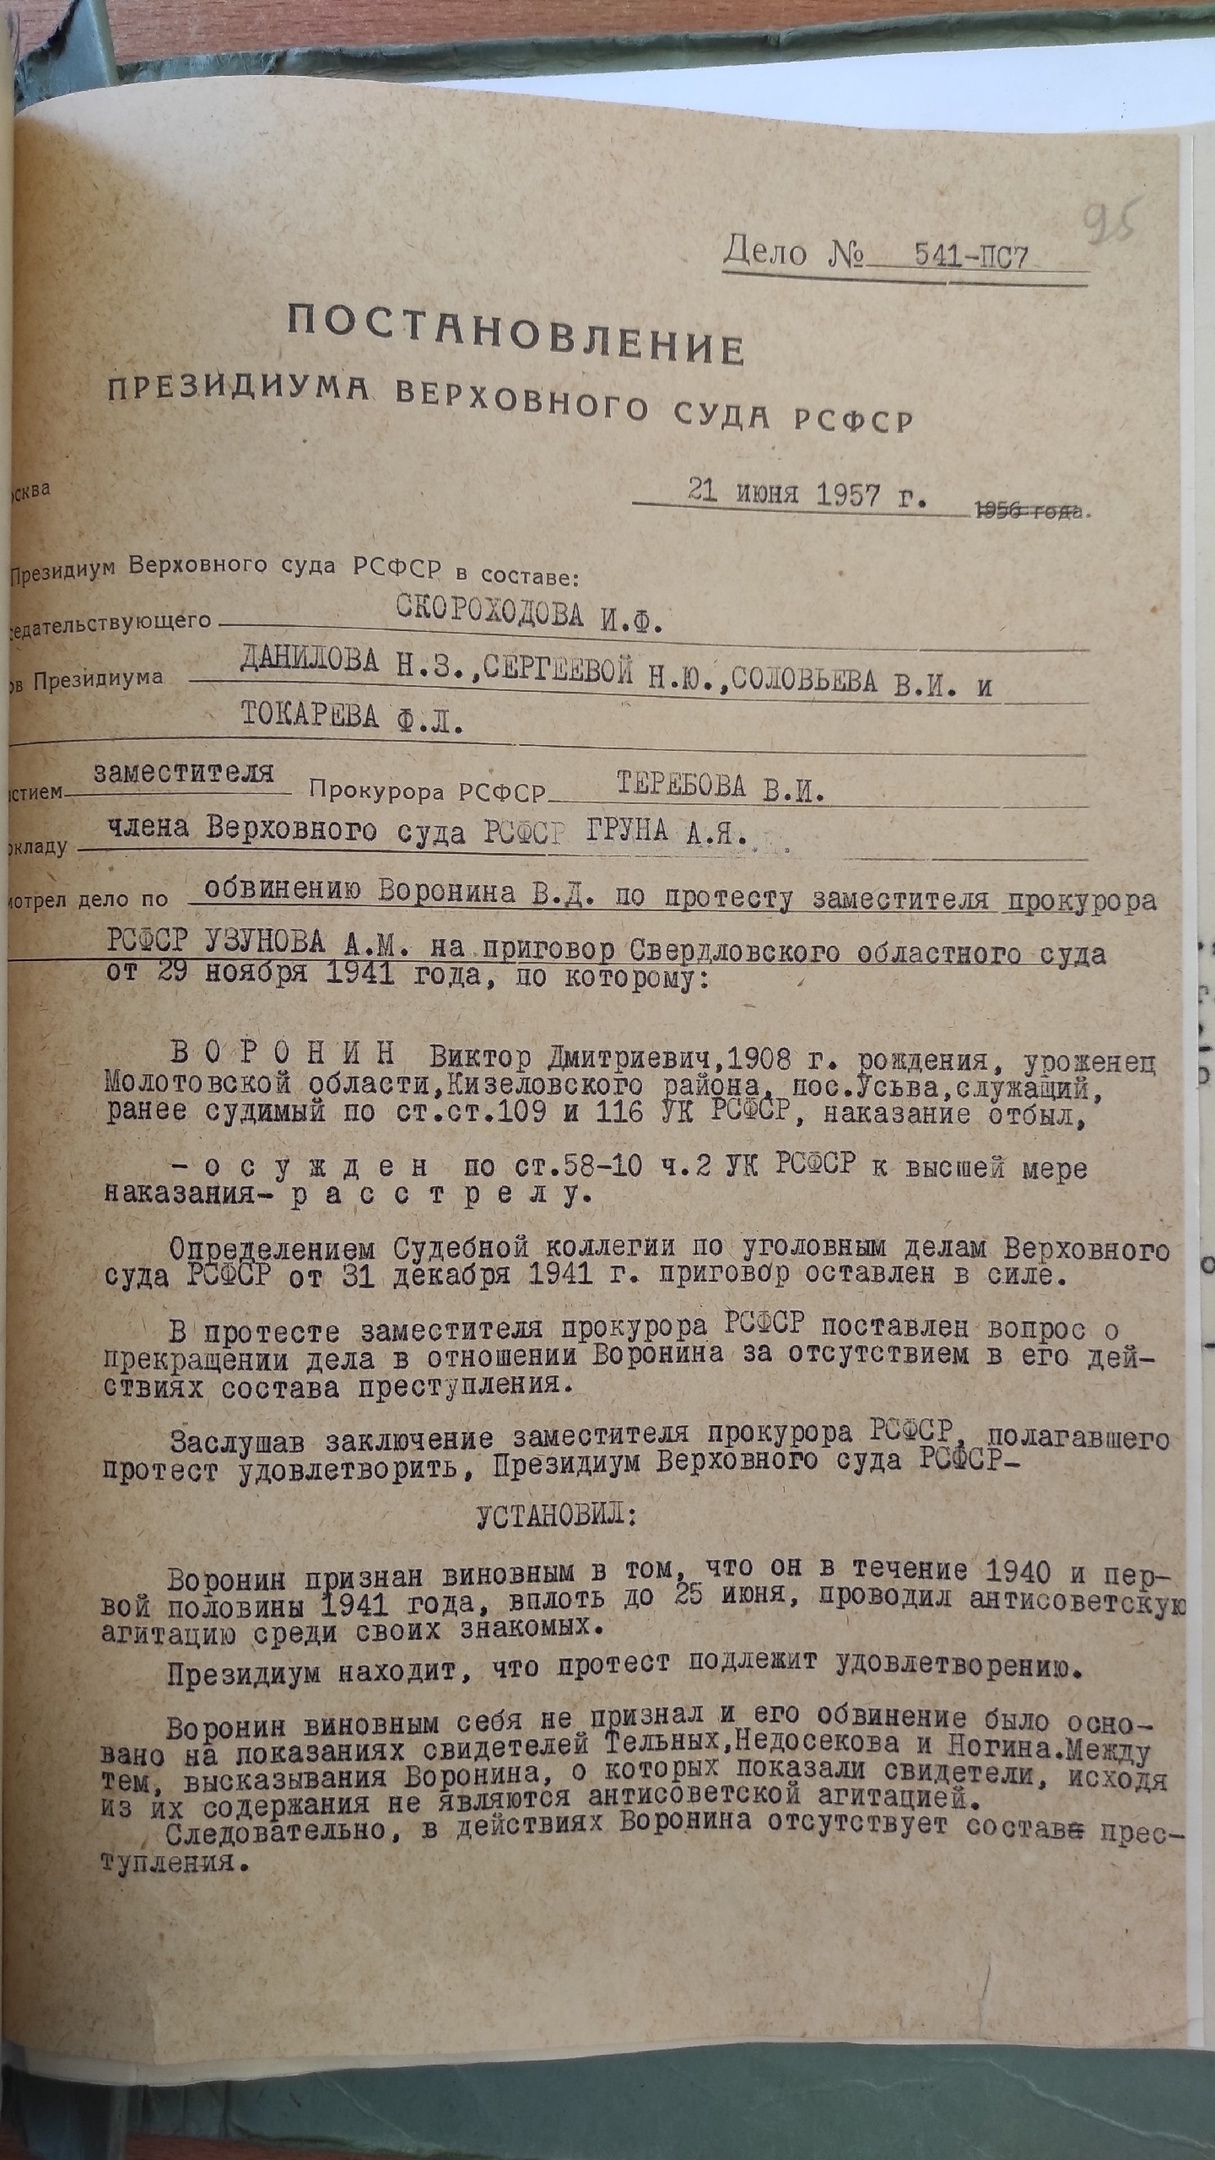 95
Дело № 541-ПС7
ПОСТАНОВЛЕНИЕ
ПРЕЗИДИУМА ВЕРХОВНОГО СУДА РСФСР
осква
21 июня 1957 г. 1956 года.
Президиум Верховного суда РСФСР в составе:
седательствующего СКОРОХОДОВА И.Ф.
ов Президиума ДАНИЛОВА Н.З.,СЕРГЕЕВОЙ Н.Ю.,СОЛОВЬЕВА В.И. и
ТОКАРЕВА Ф.Л.
стием заместителя Прокурора РСФСР ТЕРЕБОВА В.И.
окладу члена Верховного суда РСФСР ГРУНА А.Я.
мотрел дело по обвинению Воронина В.Д. по протесту заместителя прокурора
РСФСР УЗУНОВА А.М. на приговор Свердловского областного суда
от 29 ноября 1941 года, по которому:
В О Р О Н И Н Виктор Дмитриевич,1908 г. рождения, уроженец
Молотовской области,Кизеловского района, пос.Усьва,служащий,
ранее судимый по ст.ст.109 и 116 УК РСФСР, наказание отбыл,
- о с у ж д е н по ст.58-10 ч.2 УК РСФСР к высшей мере
наказания- р а с с т р е л у.
Определением Судебной коллегии по уголовным делам Верховного
суда РСФСР от 31 декабря 1941 г. приговор оставлен в силе.
В протесте заместителя прокурора РСФСР поставлен вопрос о
прекращении дела в отношении Воронина за отсутствием в его дей-
ствиях состава преступления.
Заслушав заключение заместителя прокурора РСФСР, полагавшего
протест удовлетворить, Президиум Верховного суда РСФСР-
УСТАНОВИЛ:
Воронин признан виновным в том, что он в течение 1940 и пер-
вой половины 1941 года, вплоть до 25 июня, проводил антисоветскую
агитацию среди своих знакомых.
Президиум находит, что протест подлежит удовлетворению.
Воронин виновным себя не признал и его обвинение было осно-
вано на показаниях свидетелей Тельных,Недосекова и Ногина.Между
тем, высказывания Воронина, о которых показали свидетели, исходя
из их содержания не являются антисоветской агитацией.
Следовательно, в действиях Воронина отсутствует состав прес-
тупления.